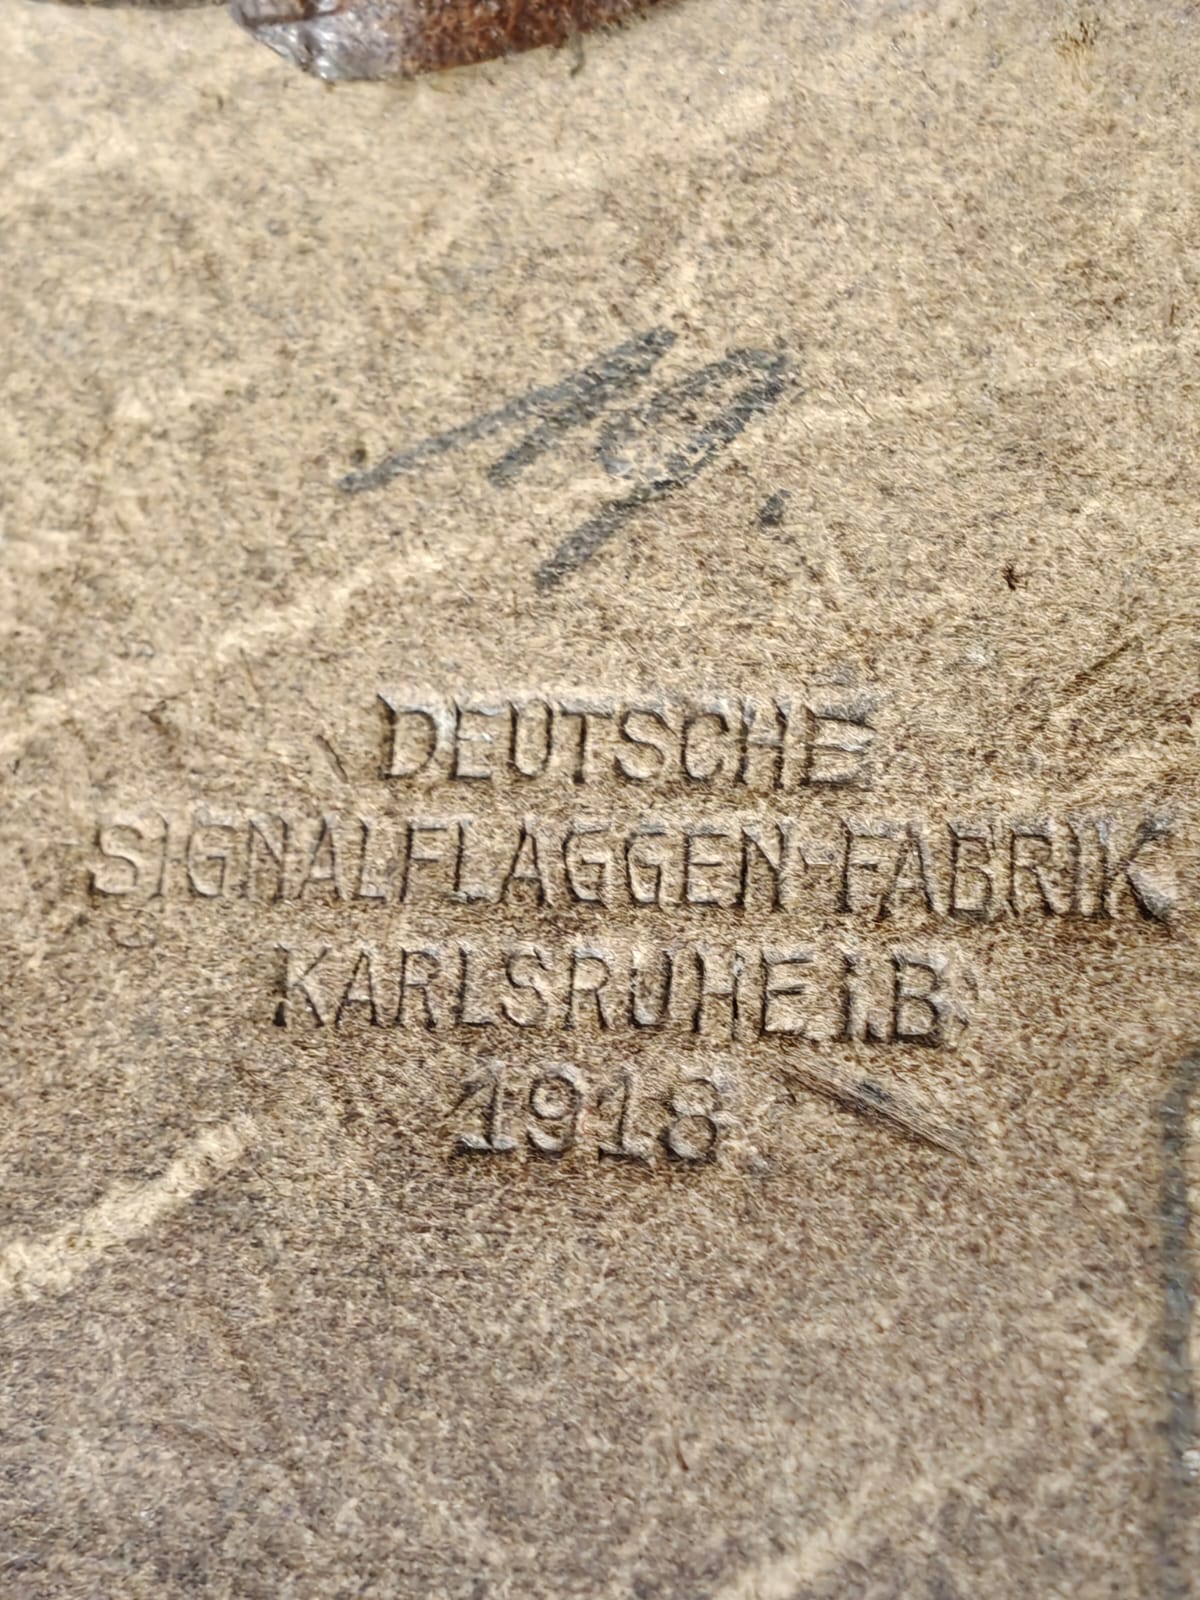 DEUTSCHE
SIGNALFLAGGEN-FABRIK
KARLSRUHE I.B.
1918